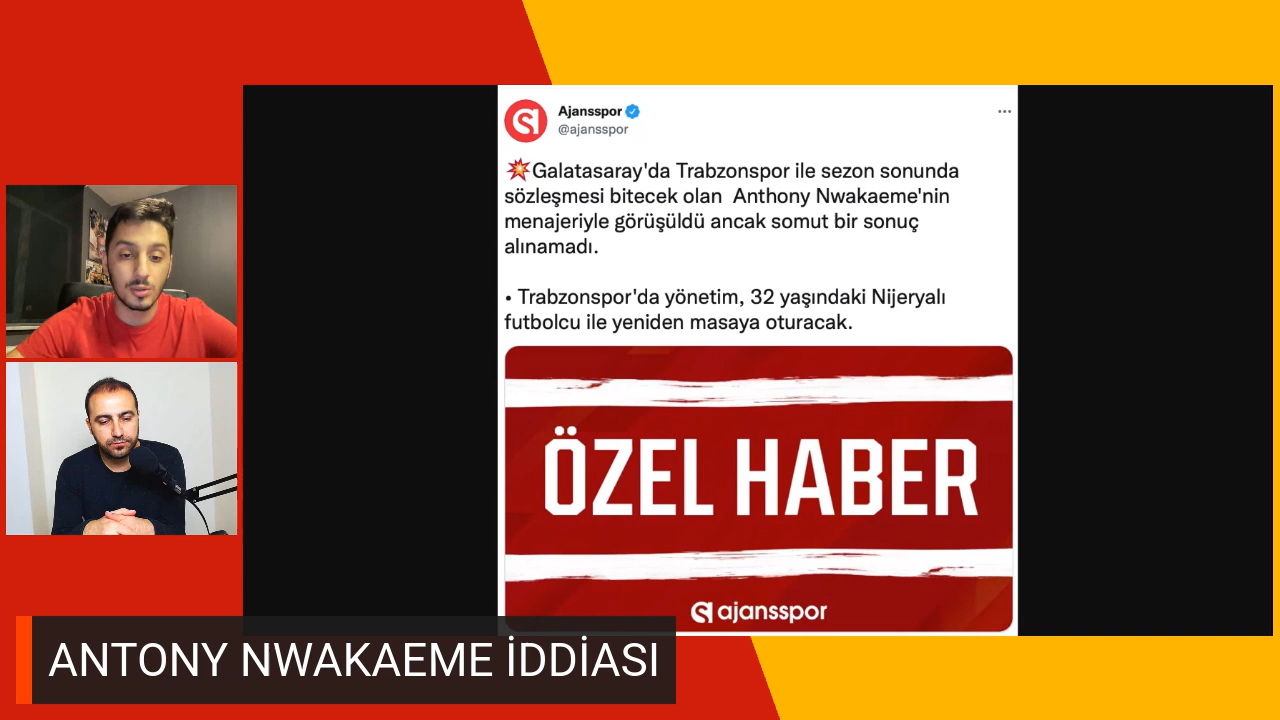 Ajansspor
@ajansspor
💥Galatasaray'da Trabzonspor ile sezon sonunda
sözleşmesi bitecek olan  Anthony Nwakaeme'nin
menajeriyle görüşüldü ancak somut bir sonuç
alınamadı.
• Trabzonspor'da yönetim, 32 yaşındaki Nijeryalı
futbolcu ile yeniden masaya oturacak.
ÖZEL HABER
ajansspor
ANTONY NWAKAEME İDDİASI